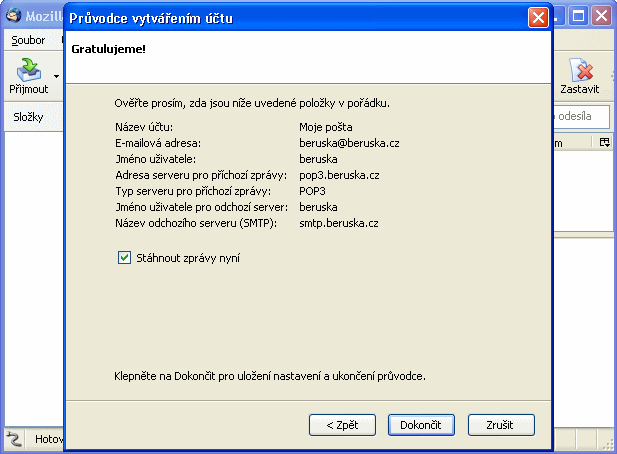 Mozill
Průvodce vytvářením účtu
Soubor
Gratulujeme!
Přijmout
Zastavit
Složky
odesíla
Ověřte prosím, zda jsou níže uvedené položky v pořádku.
Název účtu: Moje pošta
E-mailová adresa: beruska@beruska.cz
Jméno uživatele: beruska
Adresa serveru pro příchozí zprávy: pop3.beruska.cz
Typ serveru pro příchozí zprávy: POP3
Jméno uživatele pro odchozí server: beruska
Název odchozího serveru (SMTP): smtp.beruska.cz
Stáhnout zprávy nyní
Klepněte na Dokončit pro uložení nastavení a ukončení průvodce.
< Zpět Dokončit Zrušit
Hotov